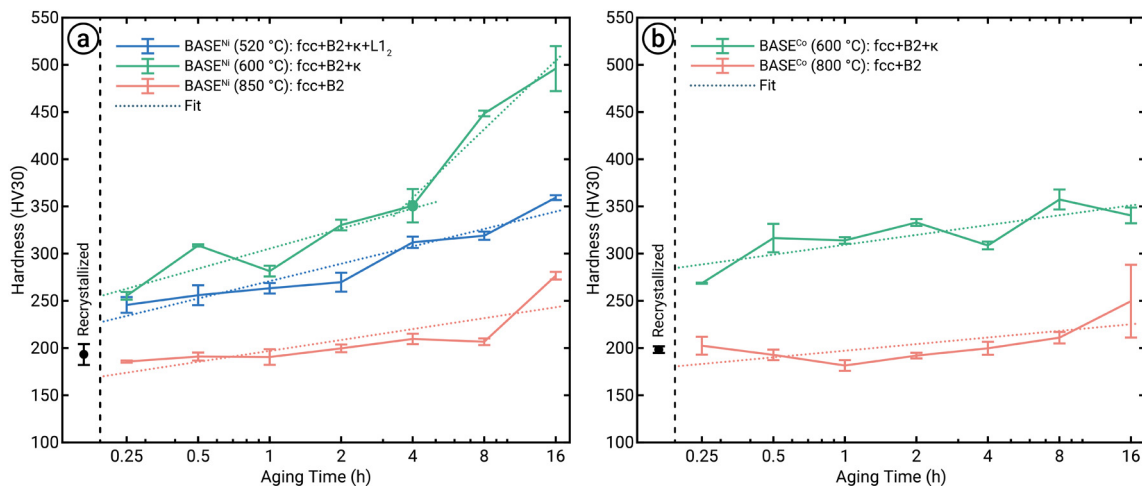 a
BASE^Ni (520 °C): fcc+B2+κ+L1₂
BASE^Ni (600 °C): fcc+B2+κ
BASE^Ni (850 °C): fcc+B2
Fit
Hardness (HV30)
550
500
450
400
350
300
250
200
150
100
Recrystallized
0.25 0.5 1 2 4 8 16
Aging Time (h)
b
BASE^Co (600 °C): fcc+B2+κ
BASE^Co (800 °C): fcc+B2
Fit
Hardness (HV30)
550
500
450
400
350
300
250
200
150
100
Recrystallized
0.25 0.5 1 2 4 8 16
Aging Time (h)